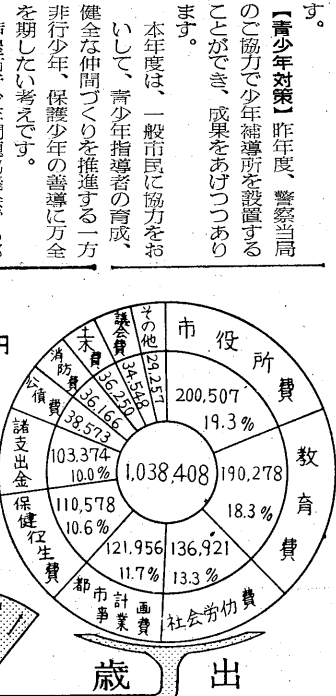 す。
【青少年対策】昨年度、警察当局
のご協力で少年補導所を設置する
ことができ、成果をあげつつあり
ます。
本年度は、一般市民に協力をお
いして、青少年指導者の育成、
健全な仲間づくりを推進する一方
非行少年、保護少年の善導に万全
を期したい考えです。
円
市役所費
200,507
19.3%
教育費
190,278
18.3%
社会労仂費
136,921
13.3%
都市計画事業費
121,956
11.7%
保健衛生費
110,578
10.6%
諸支出金
103,374
10.0%
公債費
38,573
消防費
36,166
土木費
36,250
議会費
34,548
その他
29,257
1,038,408
歳出